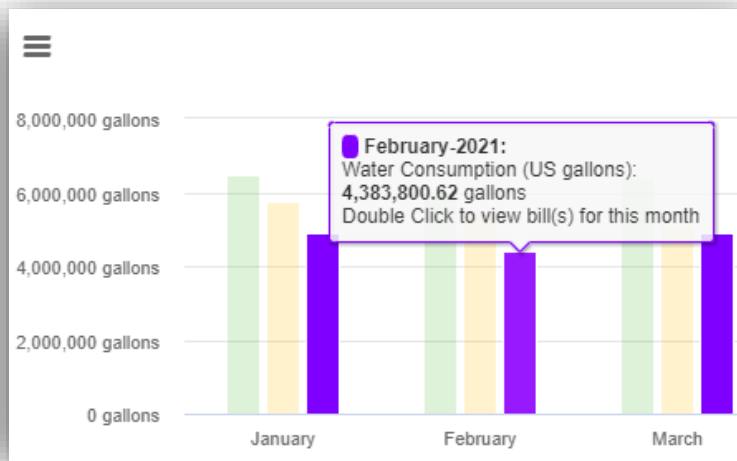 8,000,000 gallons
February-2021:
Water Consumption (US gallons):
4,383,800.62 gallons
Double Click to view bill(s) for this month
6,000,000 gallons
4,000,000 gallons
2,000,000 gallons
0 gallons
January
February
March